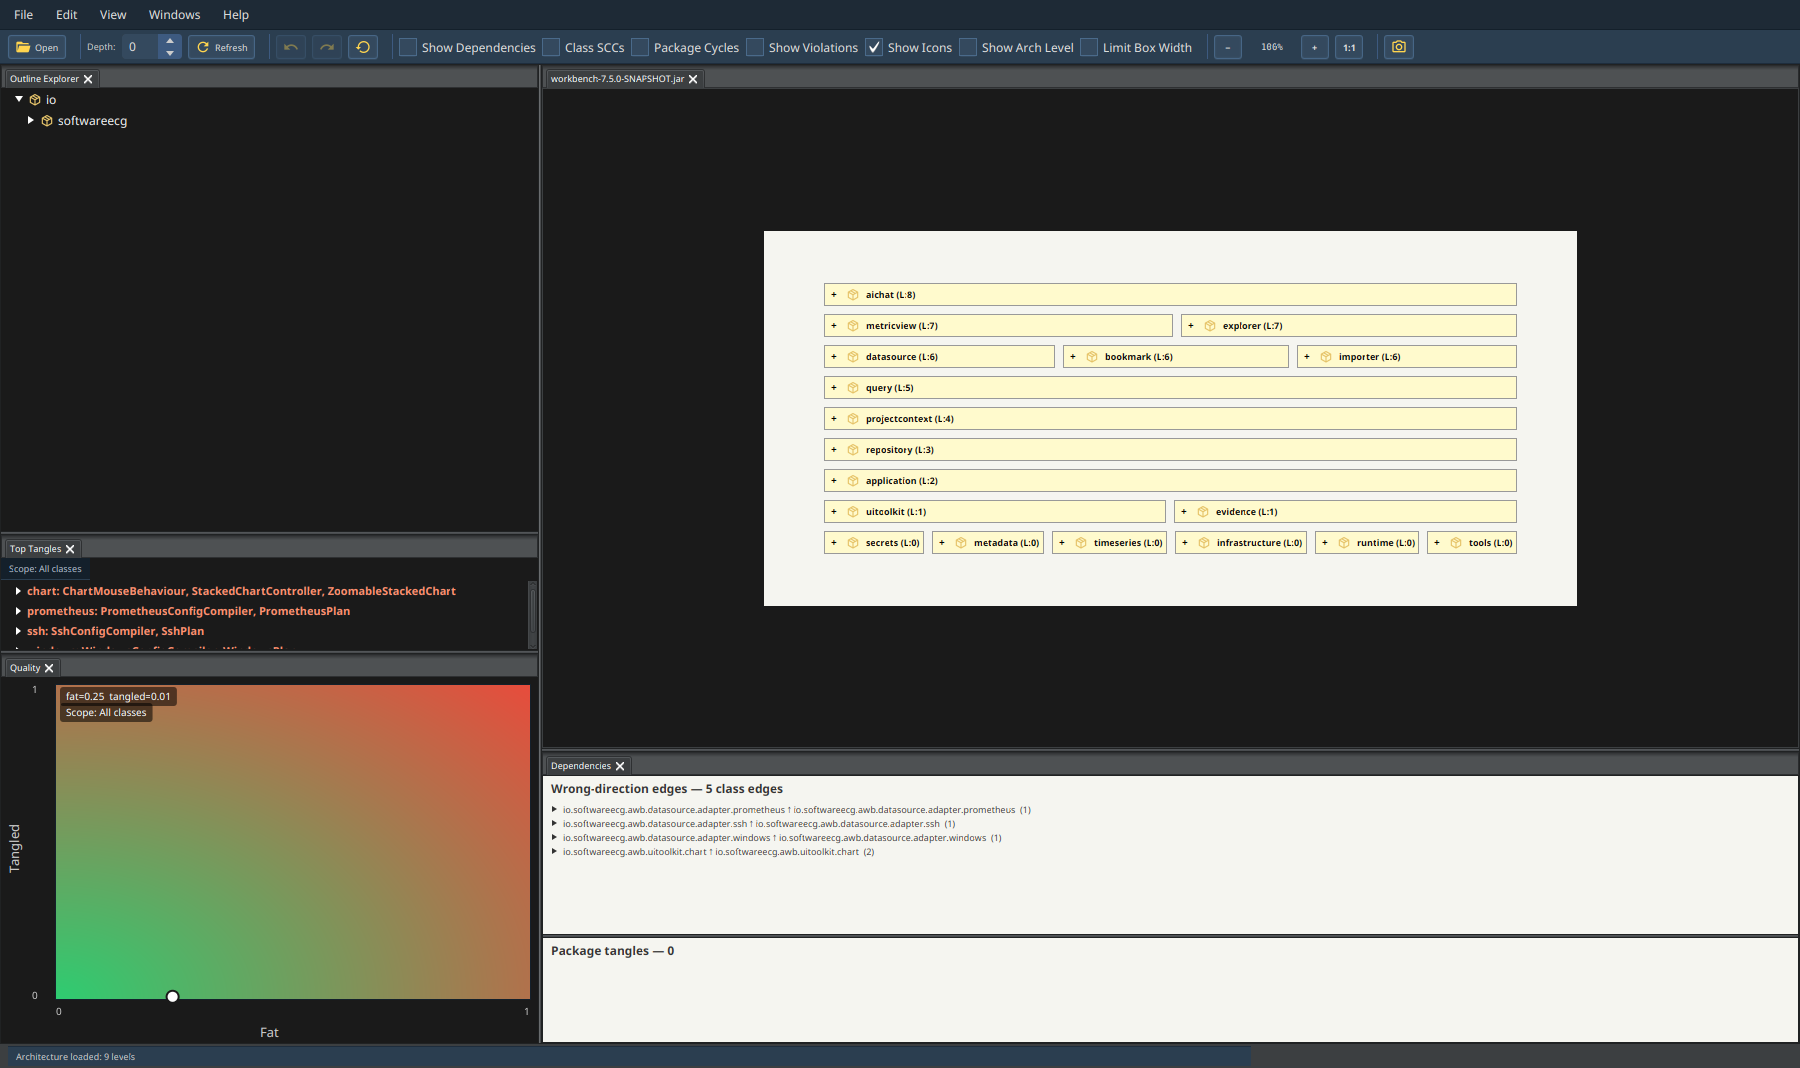 File Edit View Windows Help
Open Depth: 0 Refresh Show Dependencies Class SCCs Package Cycles Show Violations Show Icons Show Arch Level Limit Box Width - 106% + 1:1
Outline Explorer
io
softwareecg
Top Tangles
Scope: All classes
chart: ChartMouseBehaviour, StackedChartController, ZoomableStackedChart
prometheus: PrometheusConfigCompiler, PrometheusPlan
ssh: SshConfigCompiler, SshPlan
Quality
1
fat=0.25 tangled=0.01
Scope: All classes
Tangled
0
0 1
Fat
workbench-7.5.0-SNAPSHOT.jar
+ aichat (L:8)
+ metricview (L:7) + explorer (L:7)
+ datasource (L:6) + bookmark (L:6) + importer (L:6)
+ query (L:5)
+ projectcontext (L:4)
+ repository (L:3)
+ application (L:2)
+ uitoolkit (L:1) + evidence (L:1)
+ secrets (L:0) + metadata (L:0) + timeseries (L:0) + infrastructure (L:0) + runtime (L:0) + tools (L:0)
Dependencies
Wrong-direction edges — 5 class edges
io.softwareecg.awb.datasource.adapter.prometheus ↑ io.softwareecg.awb.datasource.adapter.prometheus (1)
io.softwareecg.awb.datasource.adapter.ssh ↑ io.softwareecg.awb.datasource.adapter.ssh (1)
io.softwareecg.awb.datasource.adapter.windows ↑ io.softwareecg.awb.datasource.adapter.windows (1)
io.softwareecg.awb.uitoolkit.chart ↑ io.softwareecg.awb.uitoolkit.chart (2)
Package tangles — 0
Architecture loaded: 9 levels